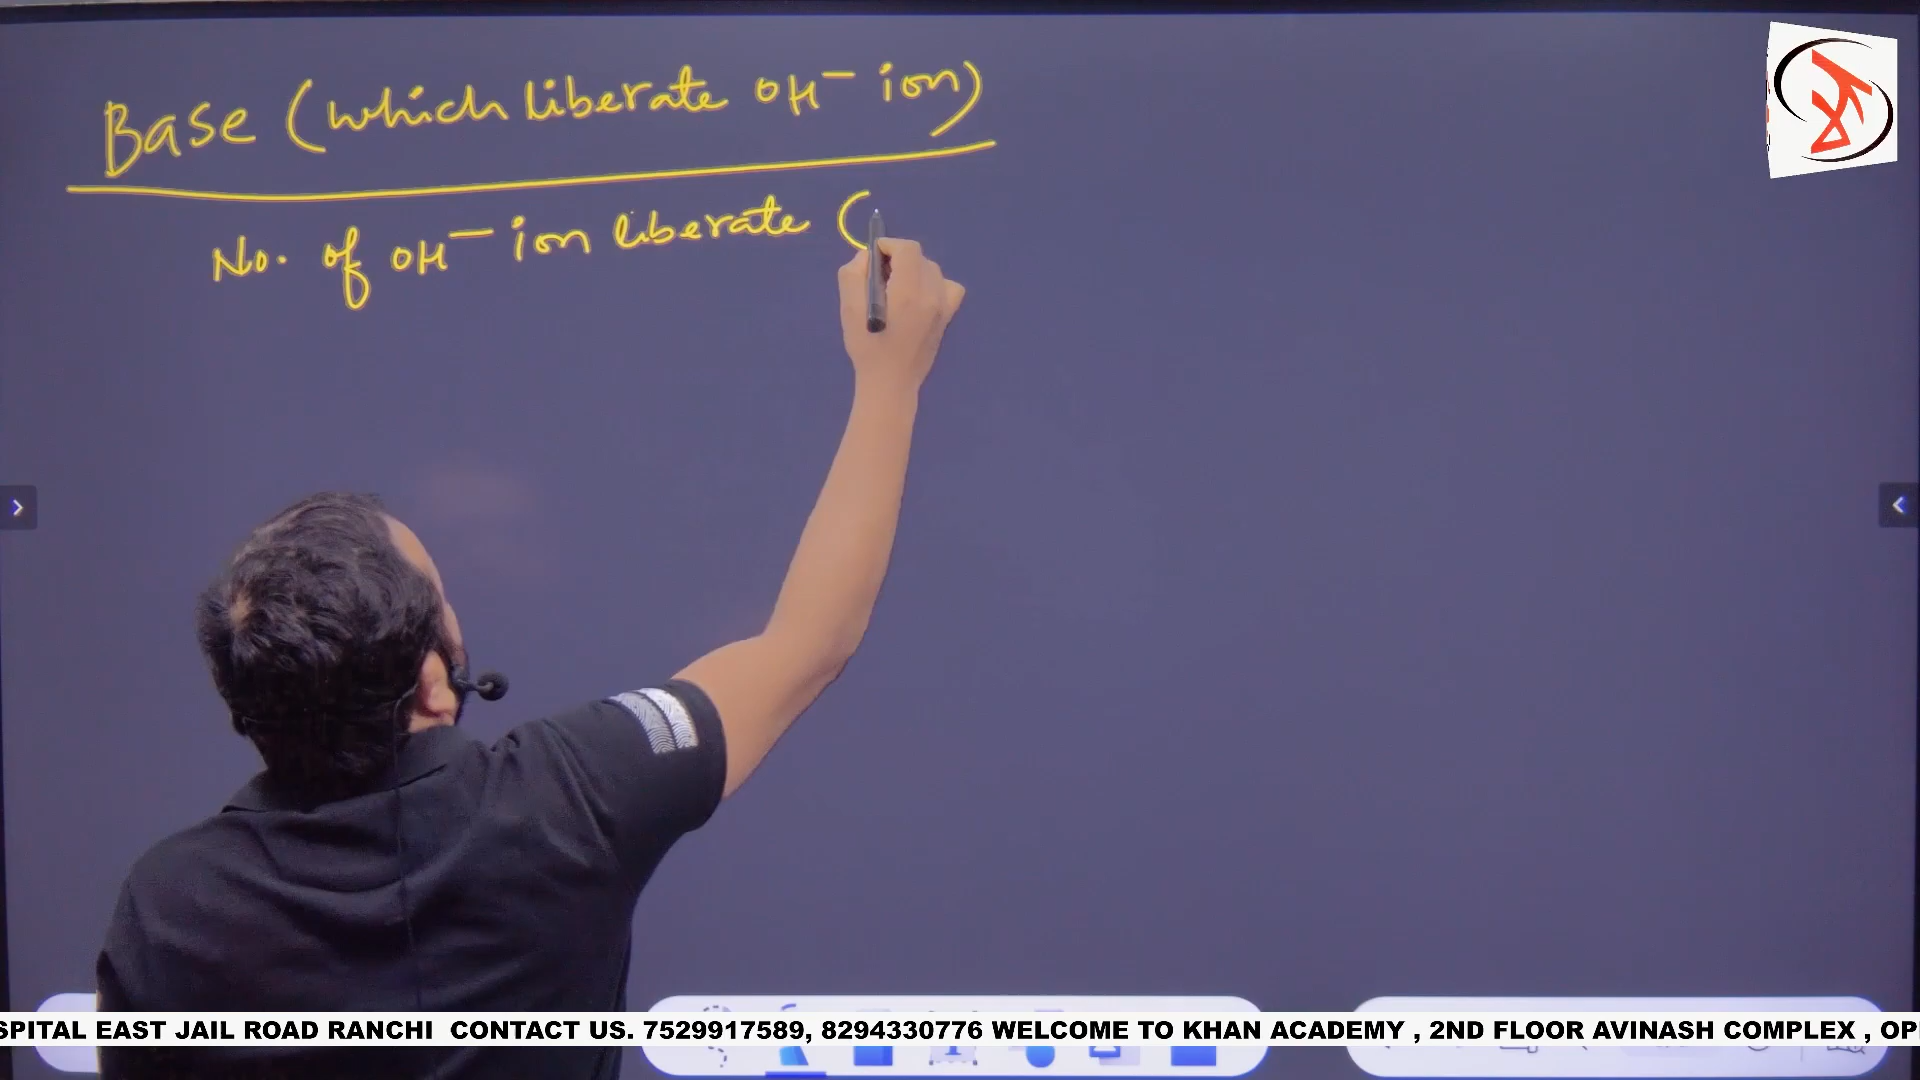 Base (which liberate OH⁻ ion)
No. of OH⁻ ion liberate (
SPITAL EAST JAIL ROAD RANCHI CONTACT US. 7529917589, 8294330776 WELCOME TO KHAN ACADEMY , 2ND FLOOR AVINASH COMPLEX , OP